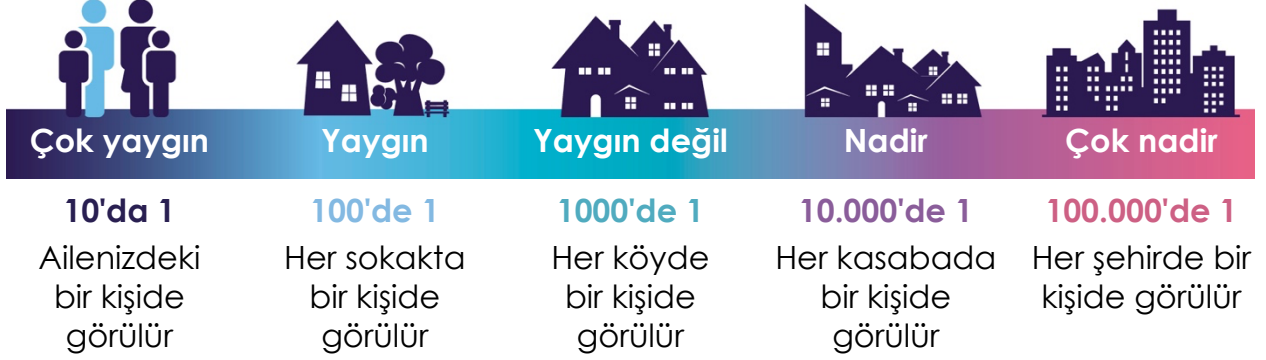 Çok yaygın
Yaygın
Yaygın değil
Nadir
Çok nadir
10'da 1
100'de 1
1000'de 1
10.000'de 1
100.000'de 1
Ailenizdeki
bir kişide
görülür
Her sokakta
bir kişide
görülür
Her köyde
bir kişide
görülür
Her kasabada
bir kişide
görülür
Her şehirde bir
kişide görülür